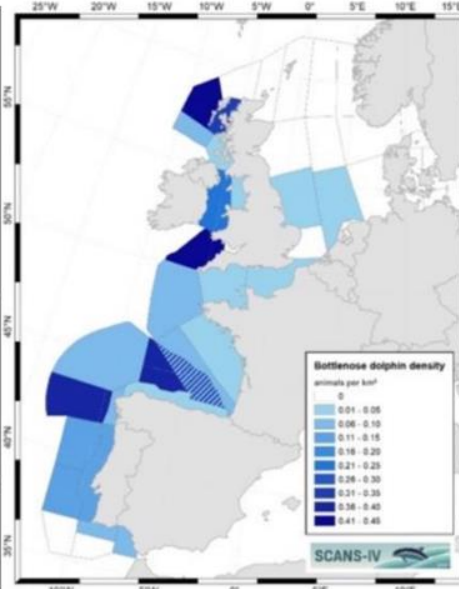 20°W 15°W 10°W 5°W 0° 5°E 10°E 15°E
55°N
50°N
45°N
40°N
35°N
Bottlenose dolphin density
animals per km²
0
0.01 - 0.05
0.06 - 0.10
0.11 - 0.15
0.16 - 0.20
0.21 - 0.25
0.26 - 0.30
0.31 - 0.35
0.36 - 0.40
0.41 - 0.45
SCANS-IV